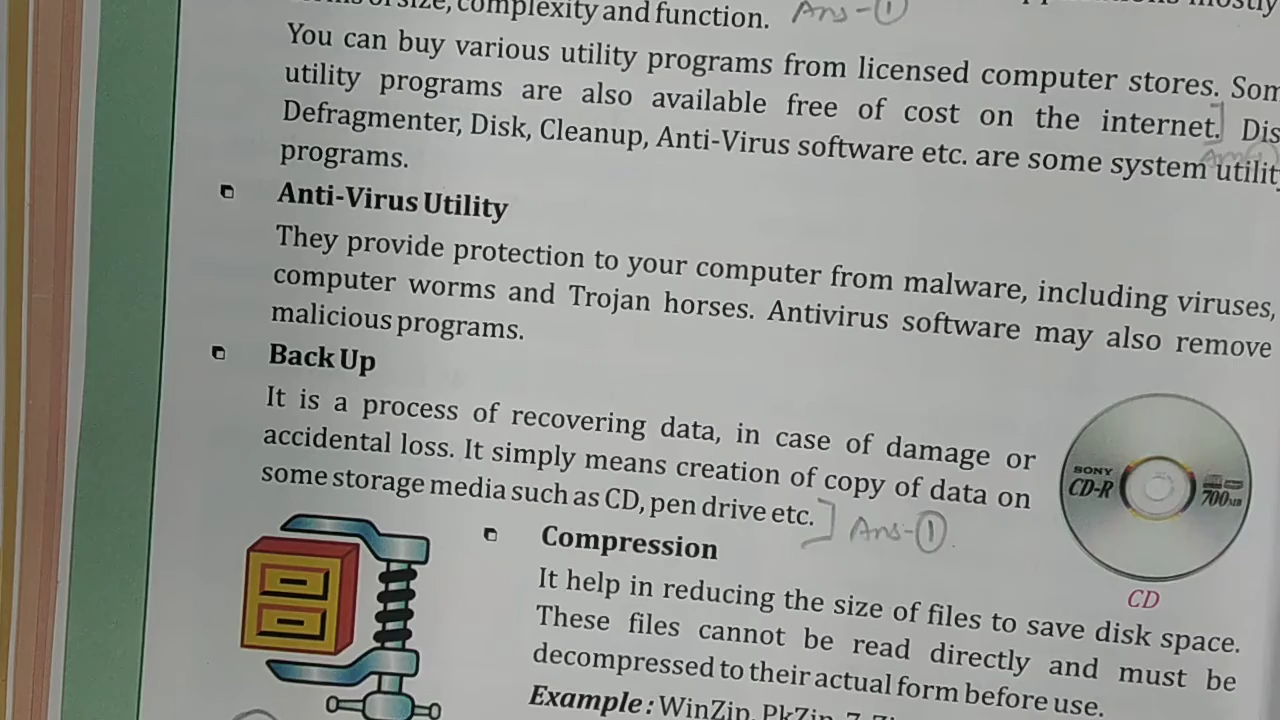 of size, complexity and function. Ans-①
mostly
You can buy various utility programs from licensed computer stores. Som
utility programs are also available free of cost on the internet. Dis
Defragmenter, Disk, Cleanup, Anti-Virus software etc. are some system utilit
programs.
Anti-Virus Utility
They provide protection to your computer from malware, including viruses,
computer worms and Trojan horses. Antivirus software may also remove
malicious programs.
Back Up
It is a process of recovering data, in case of damage or
accidental loss. It simply means creation of copy of data on
some storage media such as CD, pen drive etc.] Ans-①
SONY
CD-R
700MB
CD
Compression
It help in reducing the size of files to save disk space.
These files cannot be read directly and must be
decompressed to their actual form before use.
Example: WinZip, PkZip,